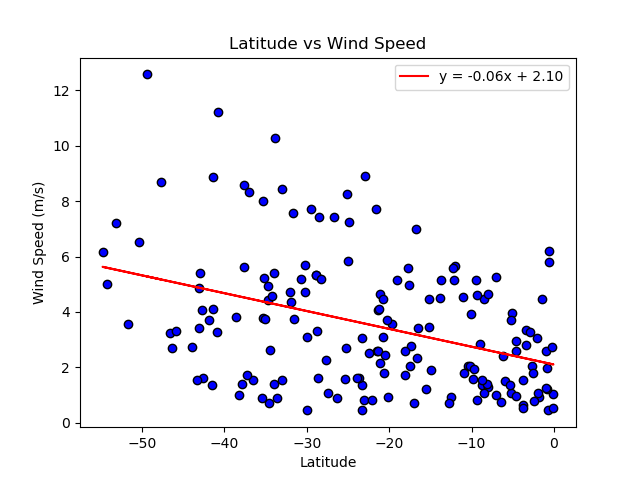 Latitude vs Wind Speed
y = -0.06x + 2.10
Wind Speed (m/s)
12
10
8
6
4
2
0
−50 −40 −30 −20 −10 0
Latitude